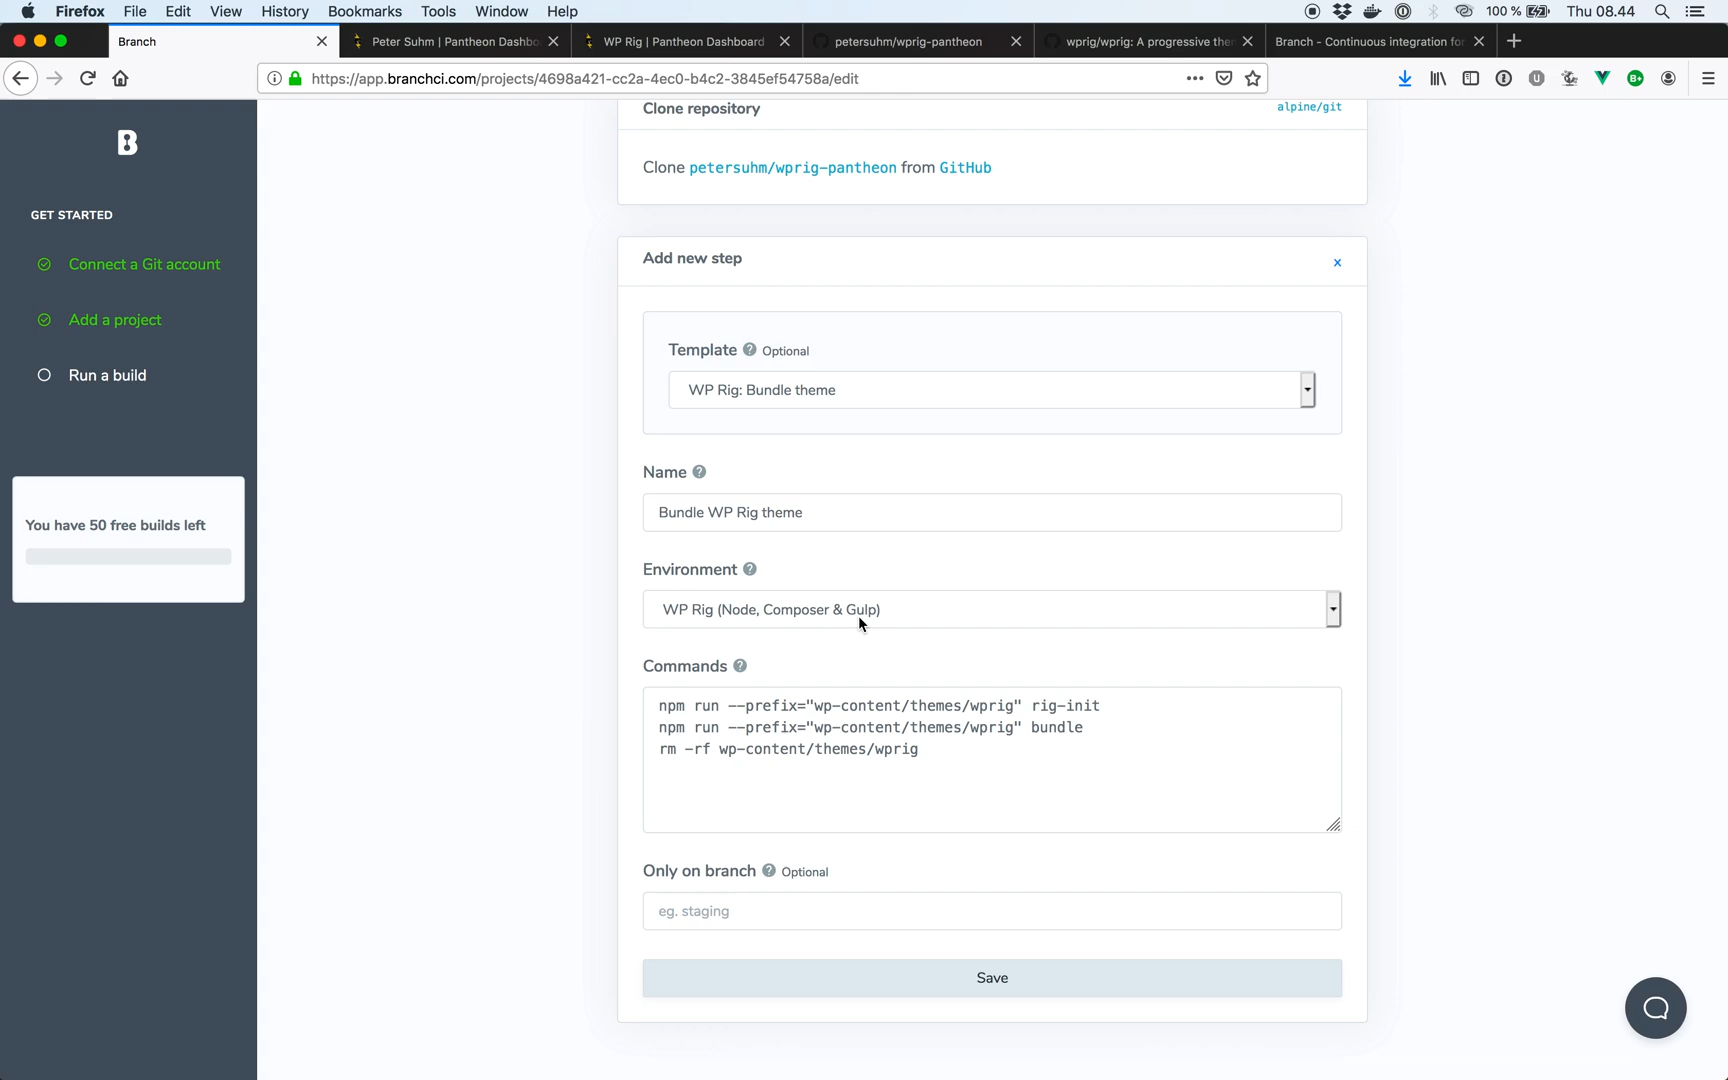 Firefox File Edit View History Bookmarks Tools Window Help 100 % Thu 08.44
Branch
Peter Suhm | Pantheon Dashbo
WP Rig | Pantheon Dashboard
petersuhm/wprig-pantheon
wprig/wprig: A progressive the
Branch - Continuous integration for
https://app.branchci.com/projects/4698a421-cc2a-4ec0-b4c2-3845ef54758a/edit
B
GET STARTED
Connect a Git account
Add a project
Run a build
You have 50 free builds left
Clone repository
alpine/git
Clone petersuhm/wprig-pantheon from GitHub
Add new step
x
Template ? Optional
WP Rig: Bundle theme
Name ?
Bundle WP Rig theme
Environment ?
WP Rig (Node, Composer & Gulp)
Commands ?
npm run --prefix="wp-content/themes/wprig" rig-init
npm run --prefix="wp-content/themes/wprig" bundle
rm -rf wp-content/themes/wprig
Only on branch ? Optional
eg. staging
Save